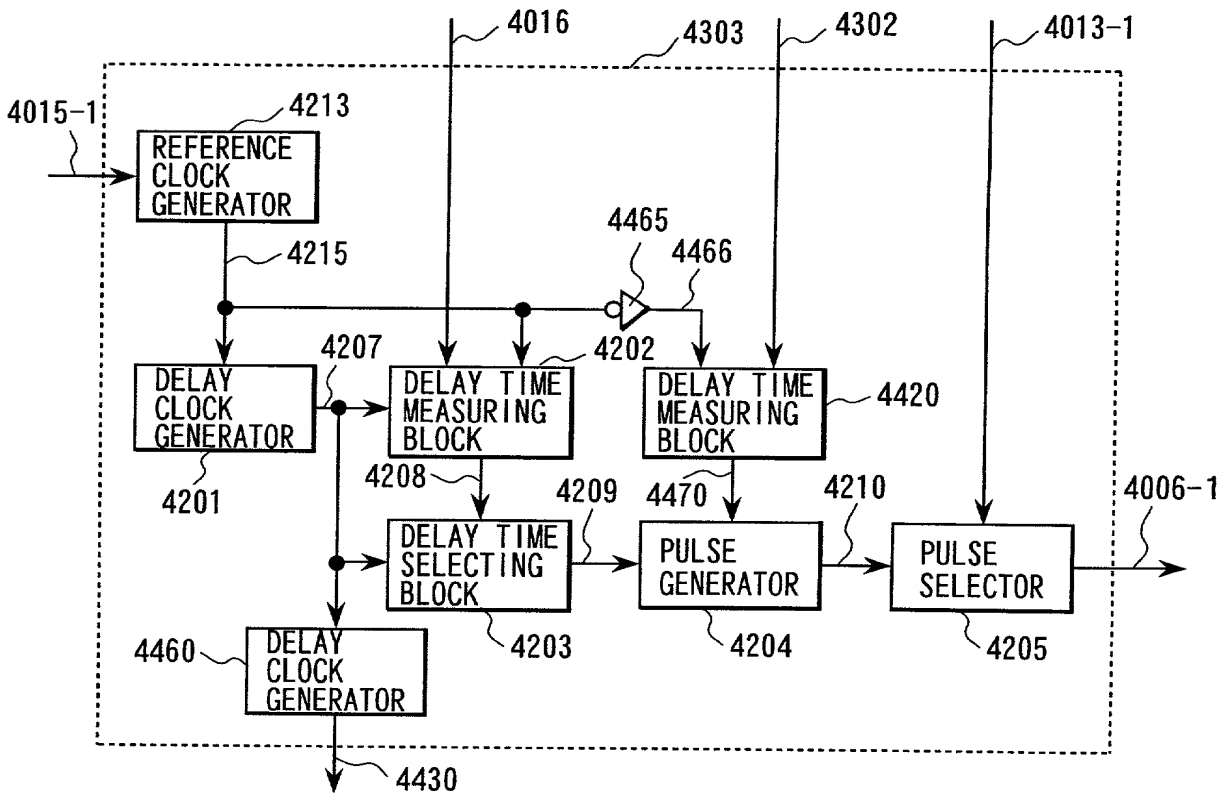 4016
4303
4302
4013-1
4015-1
4213
REFERENCE
CLOCK
GENERATOR
4215
4465
4466
4207
4202
DELAY
CLOCK
GENERATOR
DELAY TIME
MEASURING
BLOCK
DELAY TIME
MEASURING
BLOCK
4420
4201
4208
4209
4470
4210
4006-1
DELAY TIME
SELECTING
BLOCK
PULSE
GENERATOR
PULSE
SELECTOR
4460
DELAY
CLOCK
GENERATOR
4203
4204
4205
4430